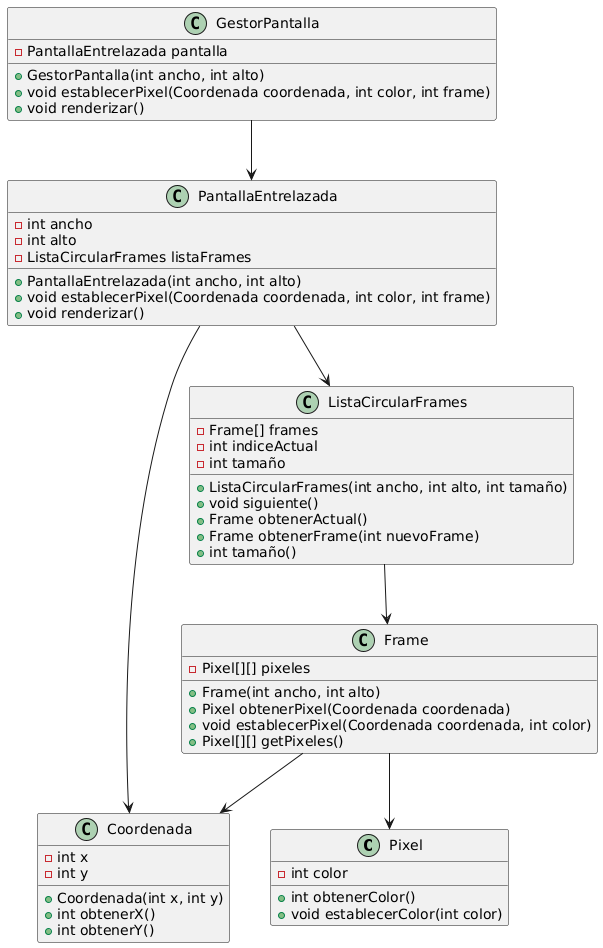 C GestorPantalla
PantallaEntrelazada pantalla
GestorPantalla(int ancho, int alto)
void establecerPixel(Coordenada coordenada, int color, int frame)
void renderizar()
C PantallaEntrelazada
int ancho
int alto
ListaCircularFrames listaFrames
PantallaEntrelazada(int ancho, int alto)
void establecerPixel(Coordenada coordenada, int color, int frame)
void renderizar()
C ListaCircularFrames
Frame[] frames
int indiceActual
int tamaño
ListaCircularFrames(int ancho, int alto, int tamaño)
void siguiente()
Frame obtenerActual()
Frame obtenerFrame(int nuevoFrame)
int tamaño()
C Frame
Pixel[][] pixeles
Frame(int ancho, int alto)
Pixel obtenerPixel(Coordenada coordenada)
void establecerPixel(Coordenada coordenada, int color)
Pixel[][] getPixeles()
C Coordenada
int x
int y
Coordenada(int x, int y)
int obtenerX()
int obtenerY()
C Pixel
int color
int obtenerColor()
void establecerColor(int color)